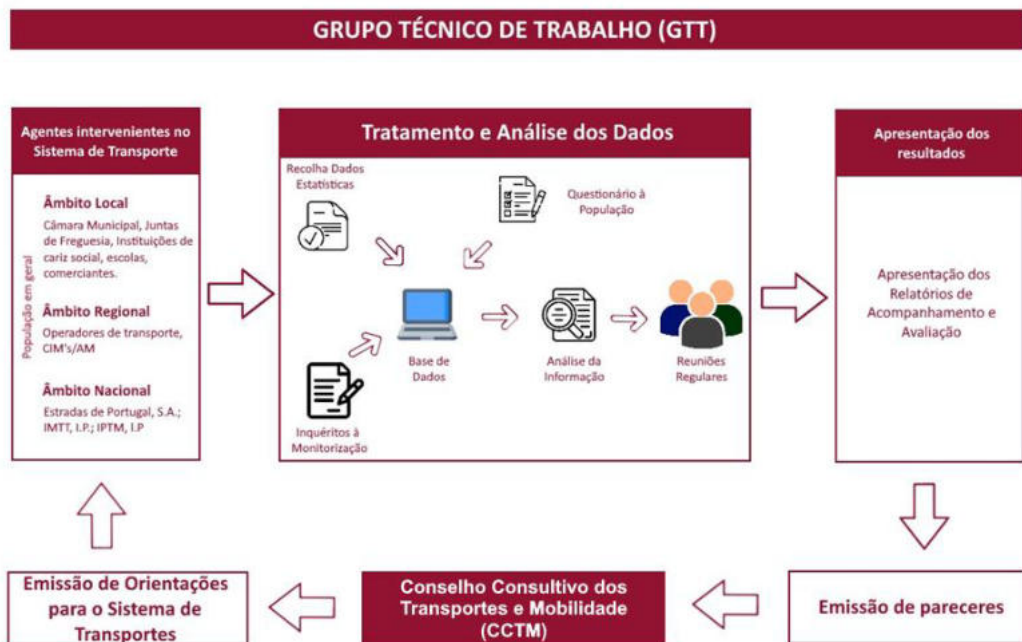 GRUPO TÉCNICO DE TRABALHO (GTT)
Agentes intervenientes no
Sistema de Transporte
População em geral
Âmbito Local
Câmara Municipal, Juntas
de Freguesia, Instituições de
cariz social, escolas,
comerciantes.
Âmbito Regional
Operadores de transporte,
CIM's/AM
Âmbito Nacional
Estradas de Portugal, S.A.;
IMTT, I.P.; IPTM, I.P
Tratamento e Análise dos Dados
Recolha Dados
Estatísticas
Questionário à
População
Base de
Dados
Análise da
Informação
Reuniões
Regulares
Inquéritos à
Monitorização
Apresentação dos
resultados
Apresentação dos
Relatórios de
Acompanhamento e
Avaliação
Emissão de Orientações
para o Sistema de
Transportes
Conselho Consultivo dos
Transportes e Mobilidade
(CCTM)
Emissão de pareceres